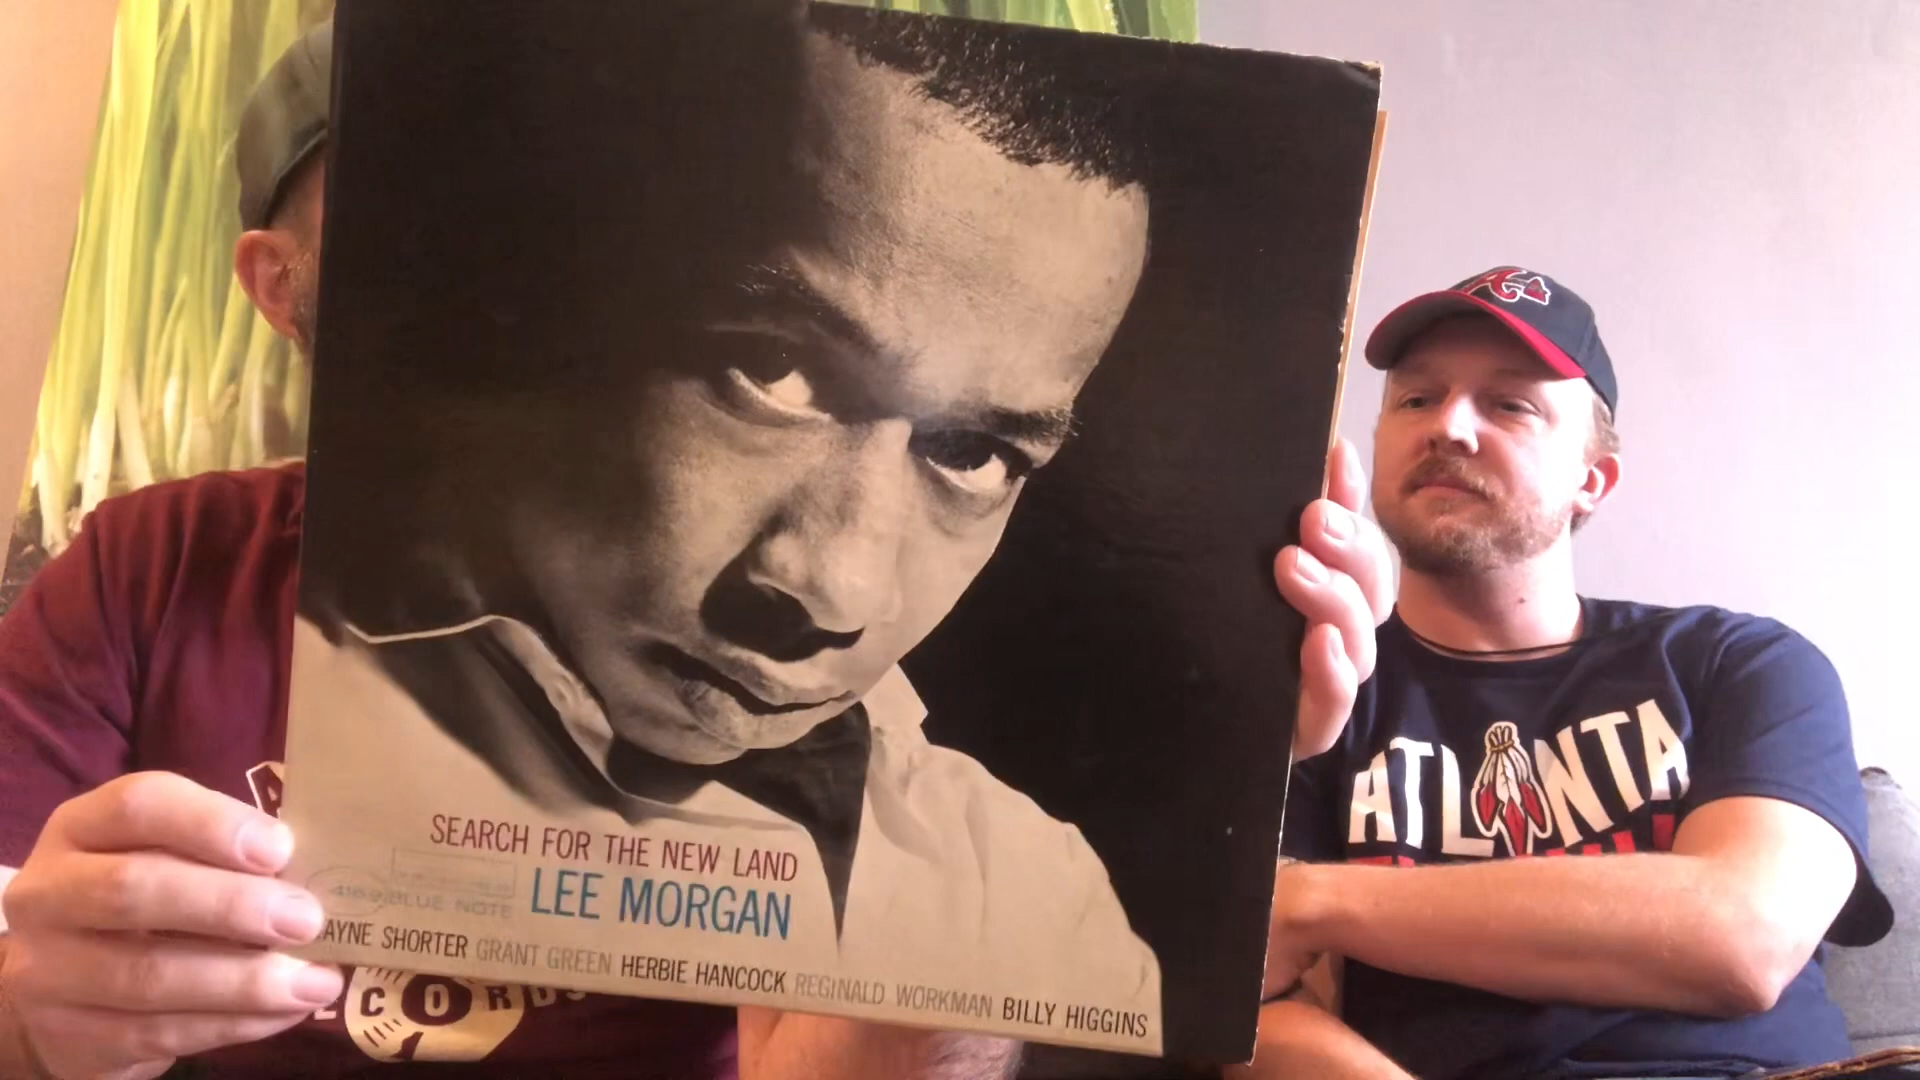 SEARCH FOR THE NEW LAND
BLUE NOTE
LEE MORGAN
WAYNE SHORTER GRANT GREEN HERBIE HANCOCK REGINALD WORKMAN BILLY HIGGINS
ATLANTA